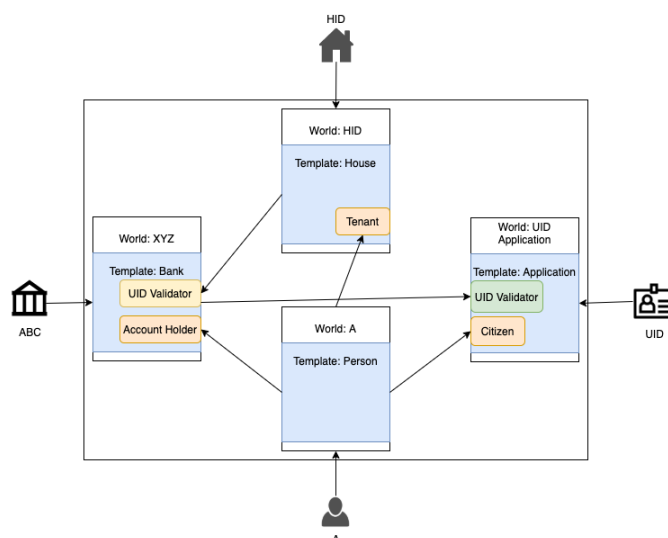 HID
World: HID
Template: House
Tenant
World: XYZ
Template: Bank
UID Validator
Account Holder
World: UID
Application
Template: Application
UID Validator
Citizen
ABC
UID
World: A
Template: Person